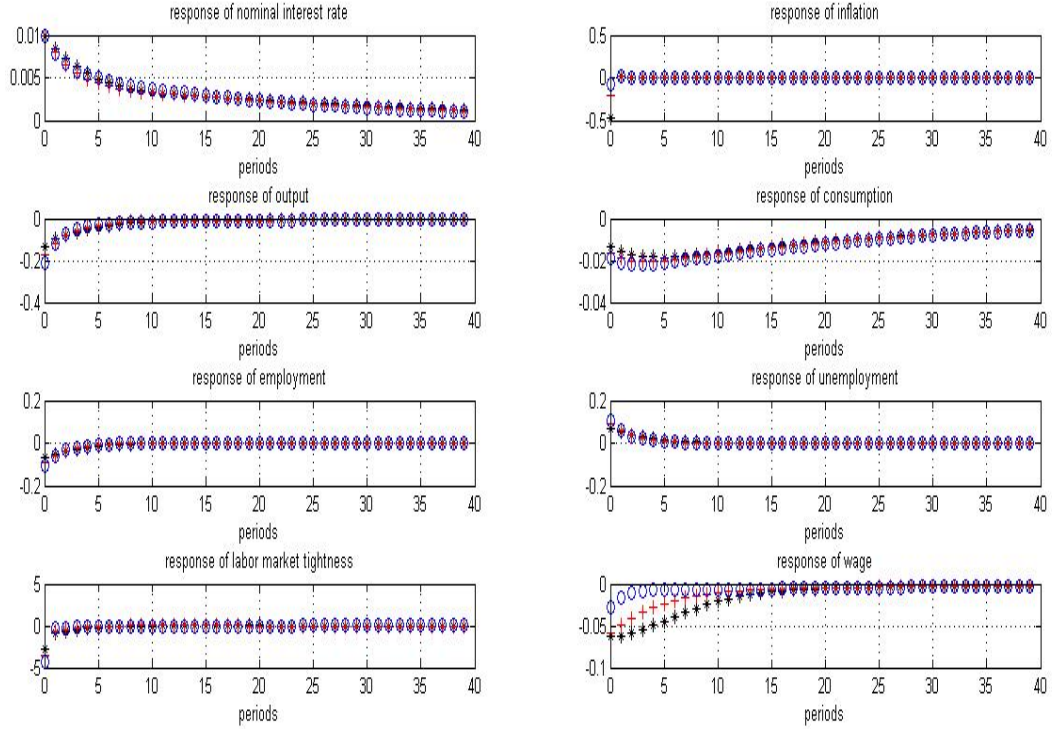 response of nominal interest rate
0.01
0.005
0
0 5 10 15 20 25 30 35 40
periods
response of inflation
0.5
0
-0.5
0 5 10 15 20 25 30 35 40
periods
response of output
0
-0.2
-0.4
0 5 10 15 20 25 30 35 40
periods
response of consumption
0
-0.02
-0.04
0 5 10 15 20 25 30 35 40
periods
response of employment
0.2
0
-0.2
0 5 10 15 20 25 30 35 40
periods
response of unemployment
0.2
0
-0.2
0 5 10 15 20 25 30 35 40
periods
response of labor market tightness
5
0
-5
0 5 10 15 20 25 30 35 40
periods
response of wage
0
-0.05
-0.1
0 5 10 15 20 25 30 35 40
periods